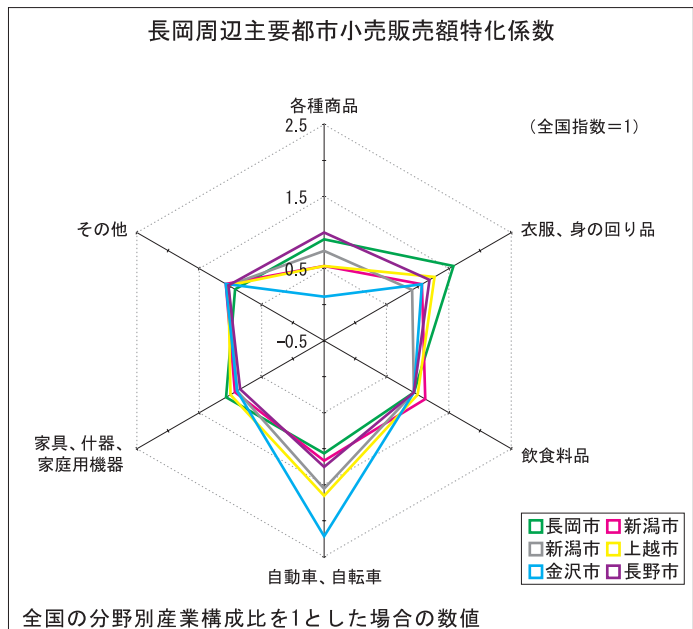 長岡周辺主要都市小売販売額特化係数
各種商品
2.5
(全国指数=1)
1.5
その他
衣服、身の回り品
0.5
-0.5
家具、什器、
家庭用機器
飲食料品
自動車、自転車
長岡市 新潟市
新潟市 上越市
金沢市 長野市
全国の分野別産業構成比を1とした場合の数値